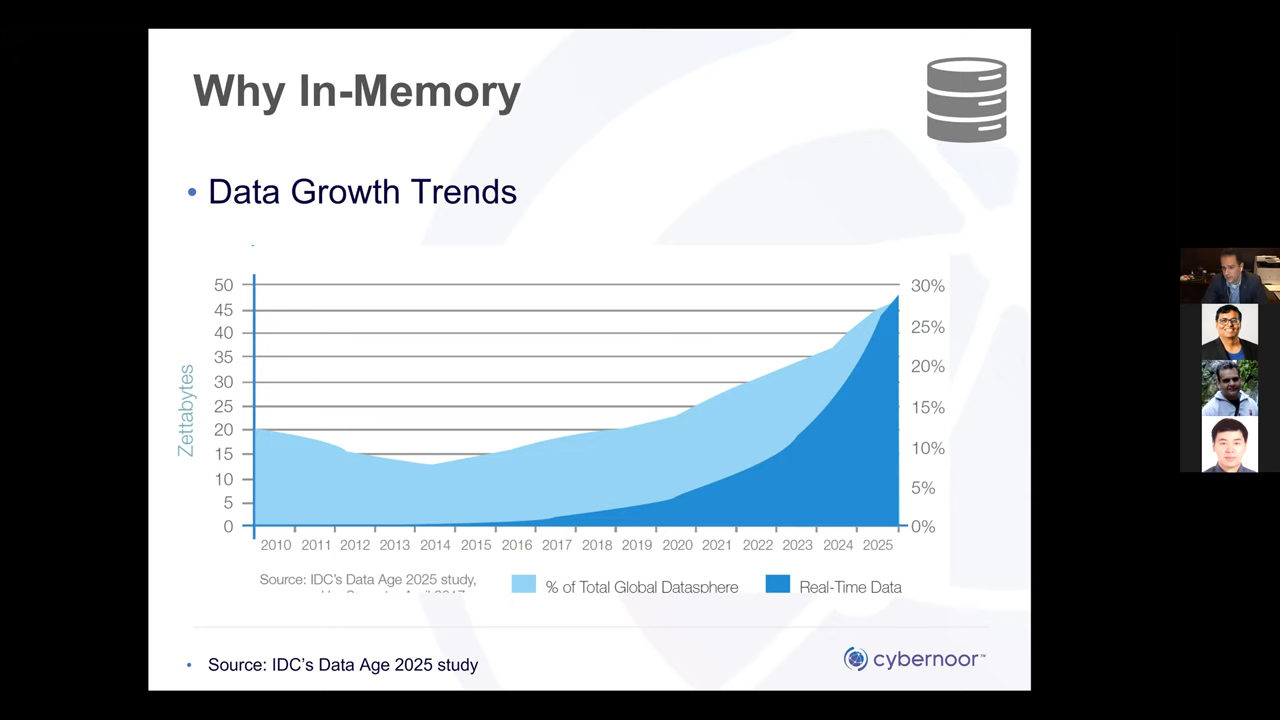 Why In-Memory
• Data Growth Trends
Zettabytes
50
45
40
35
30
25
20
15
10
5
0
30%
25%
20%
15%
10%
5%
0%
2010 2011 2012 2013 2014 2015 2016 2017 2018 2019 2020 2021 2022 2023 2024 2025
Source: IDC's Data Age 2025 study,
% of Total Global Datasphere
Real-Time Data
• Source: IDC's Data Age 2025 study
cybernoor™